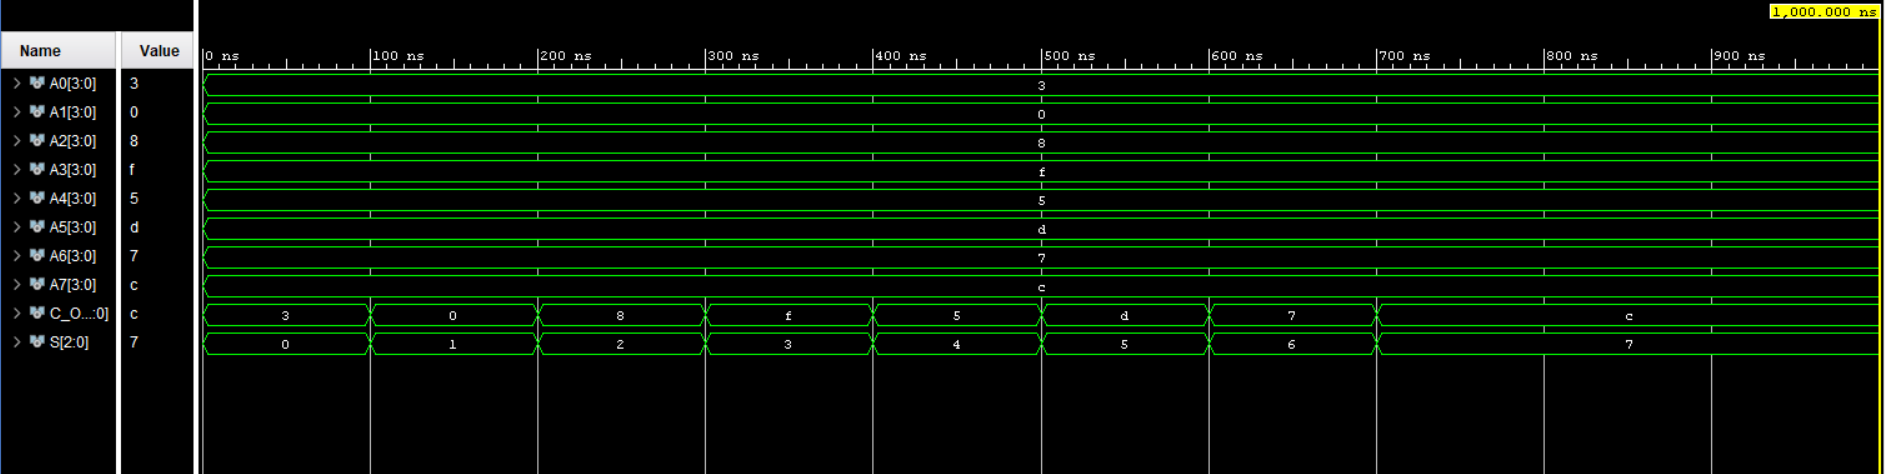 1,000.000 ns
Name Value 0 ns 100 ns 200 ns 300 ns 400 ns 500 ns 600 ns 700 ns 800 ns 900 ns
A0[3:0] 3 3
A1[3:0] 0 0
A2[3:0] 8 8
A3[3:0] f f
A4[3:0] 5 5
A5[3:0] d d
A6[3:0] 7 7
A7[3:0] c c
C_O...:0] c 3 0 8 f 5 d 7 c
S[2:0] 7 0 1 2 3 4 5 6 7